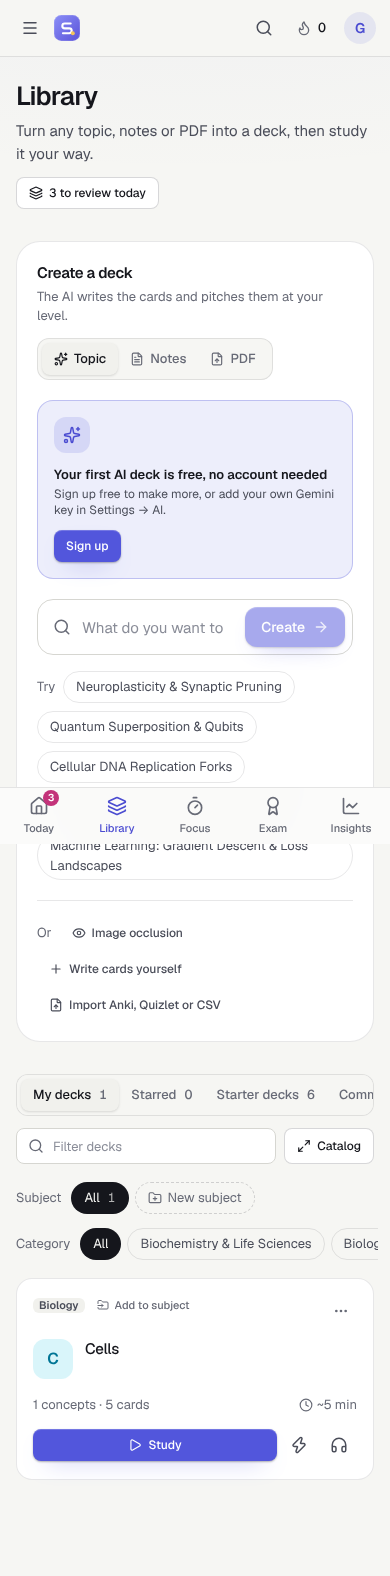 S
0
G
Library
Turn any topic, notes or PDF into a deck, then study
it your way.
3 to review today
Create a deck
The AI writes the cards and pitches them at your
level.
Topic
Notes
PDF
Your first AI deck is free, no account needed
Sign up free to make more, or add your own Gemini
key in Settings → AI.
Sign up
What do you want to
Create →
Try
Neuroplasticity & Synaptic Pruning
Quantum Superposition & Qubits
Cellular DNA Replication Forks
3
Today
Library
Focus
Exam
Insights
Machine Learning: Gradient Descent & Loss
Landscapes
Or
Image occlusion
Write cards yourself
Import Anki, Quizlet or CSV
My decks 1
Starred 0
Starter decks 6
Comm
Filter decks
Catalog
Subject
All 1
New subject
Category
All
Biochemistry & Life Sciences
Biolog
Biology
Add to subject
C
Cells
1 concepts · 5 cards
~5 min
Study